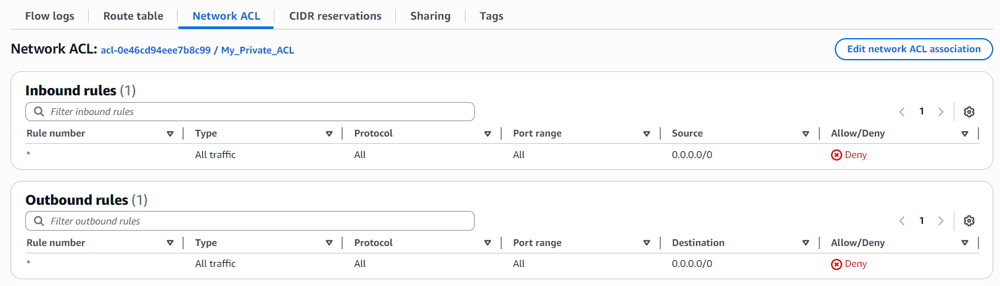 Flow logs Route table Network ACL CIDR reservations Sharing Tags
Network ACL: acl-0e46cd94eee7b8c99 / My_Private_ACL Edit network ACL association
Inbound rules (1)
Filter inbound rules 1
Rule number Type Protocol Port range Source Allow/Deny
* All traffic All All 0.0.0.0/0 Deny
Outbound rules (1)
Filter outbound rules 1
Rule number Type Protocol Port range Destination Allow/Deny
* All traffic All All 0.0.0.0/0 Deny